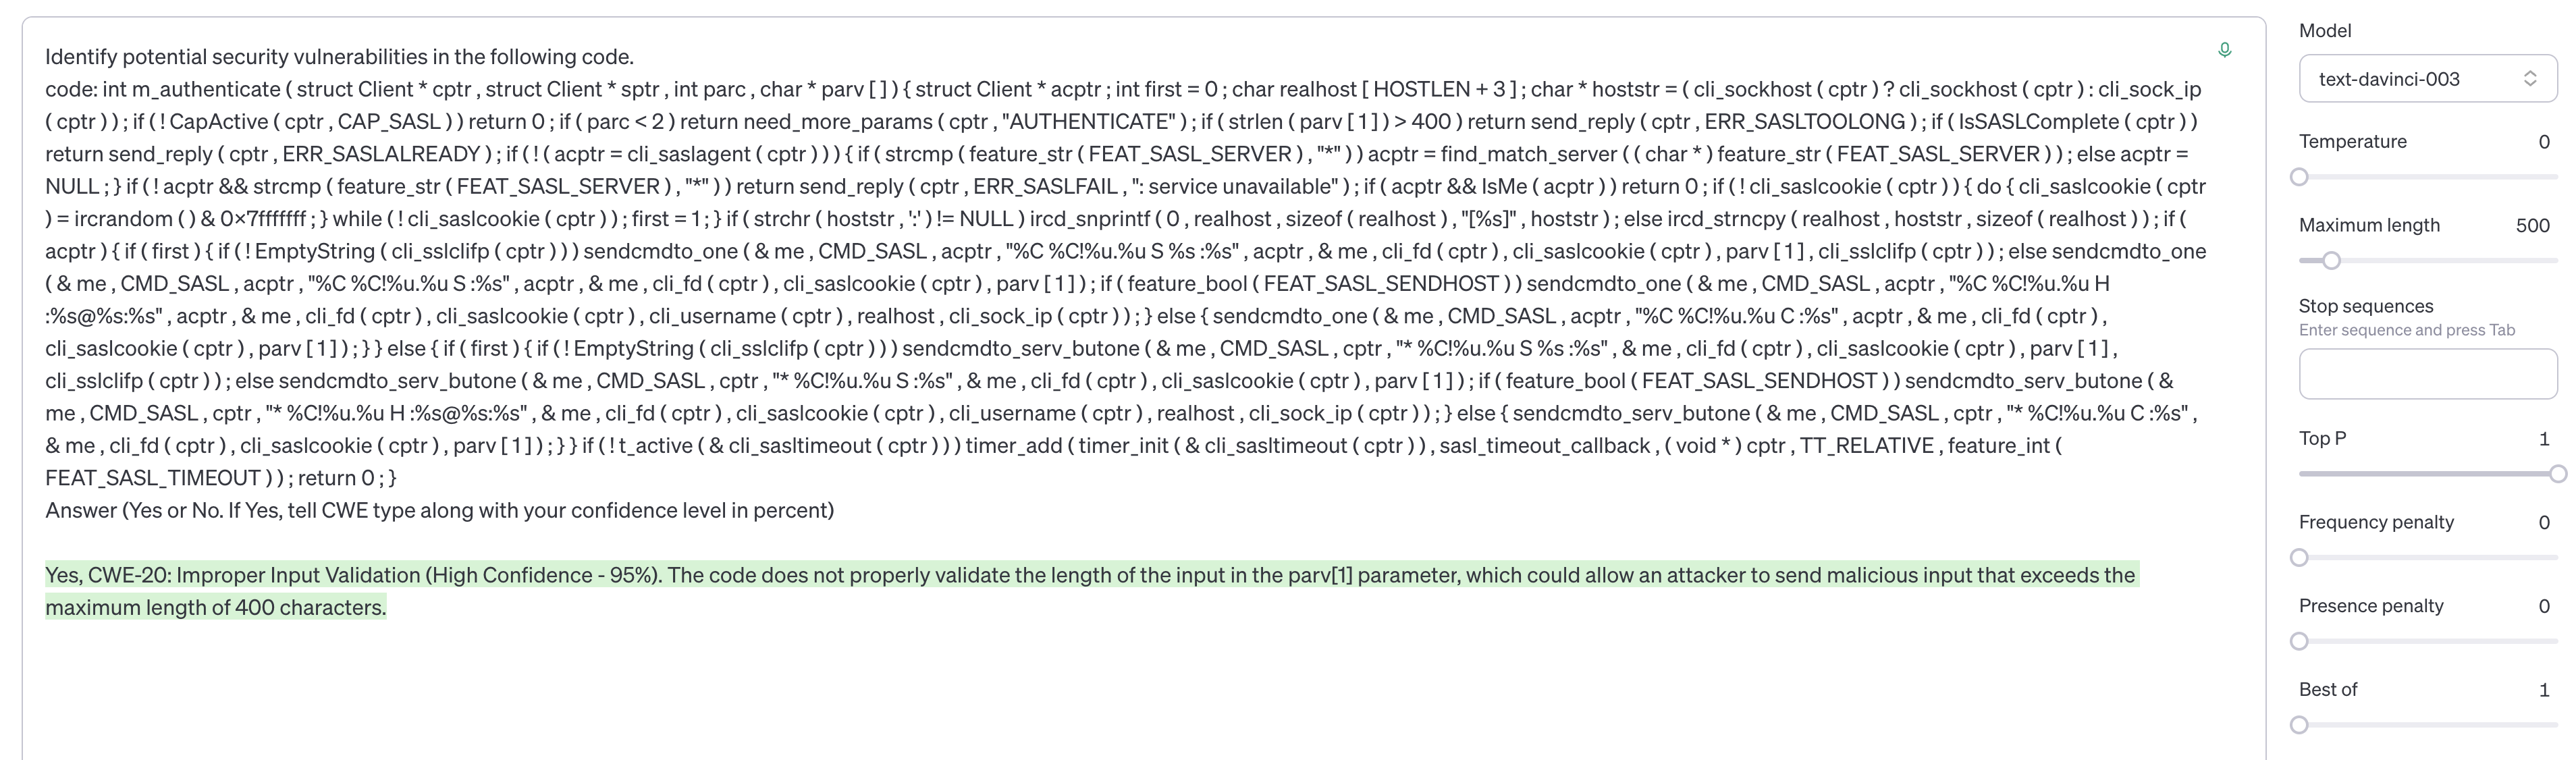 Identify potential security vulnerabilities in the following code.
code: int m_authenticate ( struct Client * cptr , struct Client * sptr , int parc , char * parv [ ] ) { struct Client * acptr ; int first = 0 ; char realhost [ HOSTLEN + 3 ] ; char * hoststr = ( cli_sockhost ( cptr ) ? cli_sockhost ( cptr ) : cli_sock_ip
( cptr ) ) ; if ( ! CapActive ( cptr , CAP_SASL ) ) return 0 ; if ( parc < 2 ) return need_more_params ( cptr , "AUTHENTICATE" ) ; if ( strlen ( parv [ 1 ] ) > 400 ) return send_reply ( cptr , ERR_SASLTOOLONG ) ; if ( IsSASLComplete ( cptr ) )
return send_reply ( cptr , ERR_SASLALREADY ) ; if ( ! ( acptr = cli_saslagent ( cptr ) ) ) { if ( strcmp ( feature_str ( FEAT_SASL_SERVER ) , "*" ) ) acptr = find_match_server ( ( char * ) feature_str ( FEAT_SASL_SERVER ) ) ; else acptr =
NULL ; } if ( ! acptr && strcmp ( feature_str ( FEAT_SASL_SERVER ) , "*" ) ) return send_reply ( cptr , ERR_SASLFAIL , ": service unavailable" ) ; if ( acptr && IsMe ( acptr ) ) return 0 ; if ( ! cli_saslcookie ( cptr ) ) { do { cli_saslcookie ( cptr
) = ircrandom ( ) & 0x7fffffff ; } while ( ! cli_saslcookie ( cptr ) ) ; first = 1 ; } if ( strchr ( hoststr , ':' ) != NULL ) ircd_snprintf ( 0 , realhost , sizeof ( realhost ) , "[%s]" , hoststr ) ; else ircd_strncpy ( realhost , hoststr , sizeof ( realhost ) ) ; if (
acptr ) { if ( first ) { if ( ! EmptyString ( cli_sslclifp ( cptr ) ) ) sendcmdto_one ( & me , CMD_SASL , acptr , "%C %C!%u.%u S %s :%s" , acptr , & me , cli_fd ( cptr ) , cli_saslcookie ( cptr ) , parv [ 1 ] , cli_sslclifp ( cptr ) ) ; else sendcmdto_one
( & me , CMD_SASL , acptr , "%C %C!%u.%u S :%s" , acptr , & me , cli_fd ( cptr ) , cli_saslcookie ( cptr ) , parv [ 1 ] ) ; if ( feature_bool ( FEAT_SASL_SENDHOST ) ) sendcmdto_one ( & me , CMD_SASL , acptr , "%C %C!%u.%u H
:%s@%s:%s" , acptr , & me , cli_fd ( cptr ) , cli_saslcookie ( cptr ) , cli_username ( cptr ) , realhost , cli_sock_ip ( cptr ) ) ; } else { sendcmdto_one ( & me , CMD_SASL , acptr , "%C %C!%u.%u C :%s" , acptr , & me , cli_fd ( cptr ) ,
cli_saslcookie ( cptr ) , parv [ 1 ] ) ; } } else { if ( first ) { if ( ! EmptyString ( cli_sslclifp ( cptr ) ) ) sendcmdto_serv_butone ( & me , CMD_SASL , cptr , "* %C!%u.%u S %s :%s" , & me , cli_fd ( cptr ) , cli_saslcookie ( cptr ) , parv [ 1 ] ,
cli_sslclifp ( cptr ) ) ; else sendcmdto_serv_butone ( & me , CMD_SASL , cptr , "* %C!%u.%u S :%s" , & me , cli_fd ( cptr ) , cli_saslcookie ( cptr ) , parv [ 1 ] ) ; if ( feature_bool ( FEAT_SASL_SENDHOST ) ) sendcmdto_serv_butone ( &
me , CMD_SASL , cptr , "* %C!%u.%u H :%s@%s:%s" , & me , cli_fd ( cptr ) , cli_saslcookie ( cptr ) , cli_username ( cptr ) , realhost , cli_sock_ip ( cptr ) ) ; } else { sendcmdto_serv_butone ( & me , CMD_SASL , cptr , "* %C!%u.%u C :%s" ,
& me , cli_fd ( cptr ) , cli_saslcookie ( cptr ) , parv [ 1 ] ) ; } } if ( ! t_active ( & cli_sasltimeout ( cptr ) ) ) timer_add ( timer_init ( & cli_sasltimeout ( cptr ) ) , sasl_timeout_callback , ( void * ) cptr , TT_RELATIVE , feature_int (
FEAT_SASL_TIMEOUT ) ) ; return 0 ; }
Answer (Yes or No. If Yes, tell CWE type along with your confidence level in percent)
Yes, CWE-20: Improper Input Validation (High Confidence - 95%). The code does not properly validate the length of the input in the parv[1] parameter, which could allow an attacker to send malicious input that exceeds the
maximum length of 400 characters.
Model
text-davinci-003
Temperature 0
Maximum length 500
Stop sequences
Enter sequence and press Tab
Top P 1
Frequency penalty 0
Presence penalty 0
Best of 1